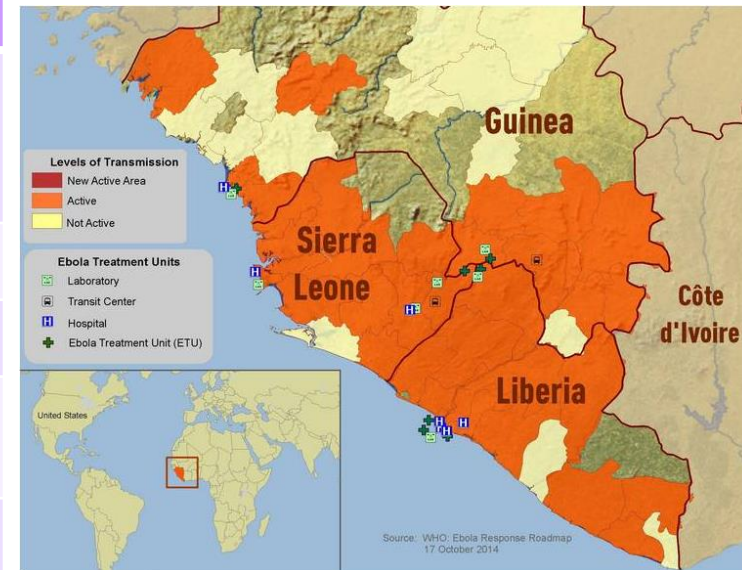 Guinea
Levels of Transmission
New Active Area
Active
Not Active
Sierra
Leone
Ebola Treatment Units
Laboratory
Transit Center
H Hospital
Ebola Treatment Unit (ETU)
Côte
d'Ivoire
Liberia
United States
Source: WHO: Ebola Response Roadmap
17 October 2014